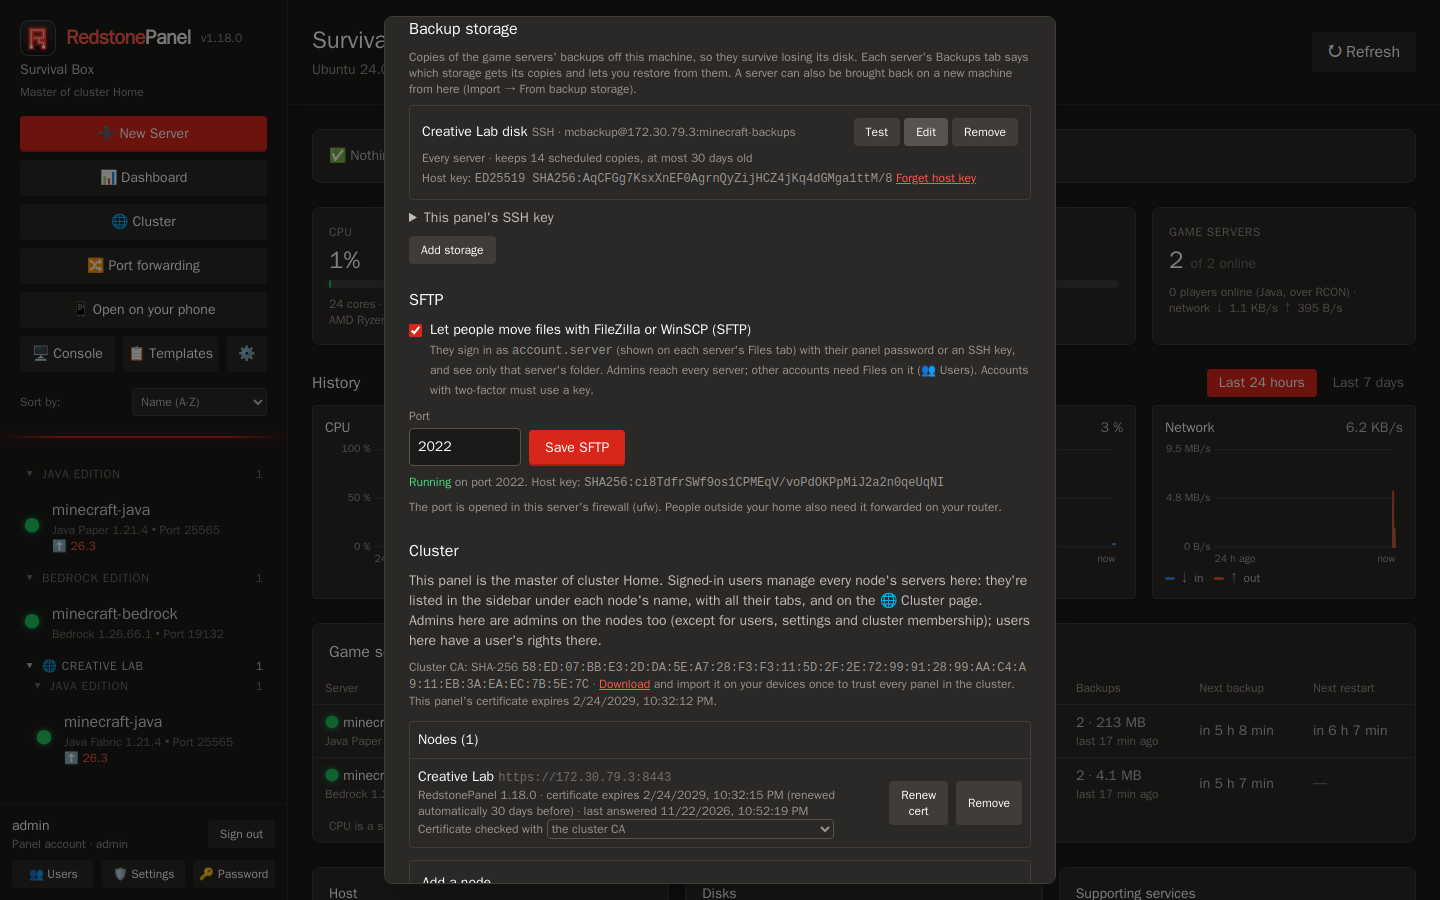 RedstonePanel v1.18.0
Survival Box
Master of cluster Home
➕ New Server
📊 Dashboard
🌐 Cluster
🔀 Port forwarding
📱 Open on your phone
🖥️ Console
📋 Templates
⚙️
Sort by:
Name (A-Z)
▼ JAVA EDITION 1
minecraft-java
Java Paper 1.21.4 • Port 25565
⬆️ 26.3
▼ BEDROCK EDITION 1
minecraft-bedrock
Bedrock 1.26.66.1 • Port 19132
▼ 🌐 CREATIVE LAB 1
▼ JAVA EDITION 1
minecraft-java
Java Fabric 1.21.4 • Port 25565
⬆️ 26.3
admin
Panel account · admin
Sign out
👥 Users
🛡️ Settings
🔑 Password
Surviva
Ubuntu 24.0
↻ Refresh
✅ Nothin
CPU
1%
24 cores ·
AMD Ryzen
GAME SERVERS
2 of 2 online
0 players online (Java, over RCON) ·
network ↓ 1.1 KB/s ↑ 395 B/s
History
Last 24 hours
Last 7 days
CPU
3 %
100 %
50 %
0 %
24
now
Network
6.2 KB/s
9.5 MB/s
4.8 MB/s
0 B/s
24 h ago
now
↓ in
↑ out
Game se
Server
Backups
Next backup
Next restart
minecr
Java Paper
2 · 213 MB
last 17 min ago
in 5 h 8 min
in 6 h 7 min
minecr
Bedrock 1.2
2 · 4.1 MB
last 17 min ago
in 5 h 7 min
—
CPU is a s
Host
Disks
Supporting services
Backup storage
Copies of the game servers' backups off this machine, so they survive losing its disk. Each server's Backups tab says
which storage gets its copies and lets you restore from them. A server can also be brought back on a new machine
from here (Import → From backup storage).
Creative Lab disk SSH · mcbackup@172.30.79.3:minecraft-backups
Test
Edit
Remove
Every server · keeps 14 scheduled copies, at most 30 days old
Host key: ED25519 SHA256:AqCFGg7KsxXnEF0AgrnQyZijHCZ4jKq4dGMga1ttM/8 Forget host key
▶ This panel's SSH key
Add storage
SFTP
Let people move files with FileZilla or WinSCP (SFTP)
They sign in as account.server (shown on each server's Files tab) with their panel password or an SSH key,
and see only that server's folder. Admins reach every server; other accounts need Files on it (👥 Users). Accounts
with two-factor must use a key.
Port
2022
Save SFTP
Running on port 2022. Host key: SHA256:ci8TdfrSWf9os1CPMEqV/voPdOKPpMiJ2a2n0qeUqNI
The port is opened in this server's firewall (ufw). People outside your home also need it forwarded on your router.
Cluster
This panel is the master of cluster Home. Signed-in users manage every node's servers here: they're
listed in the sidebar under each node's name, with all their tabs, and on the 🌐 Cluster page.
Admins here are admins on the nodes too (except for users, settings and cluster membership); users
here have a user's rights there.
Cluster CA: SHA-256 58:ED:07:BB:E3:2D:DA:5E:A7:28:F3:F3:11:5D:2F:2E:72:99:91:28:99:AA:C4:A
9:11:EB:3A:EA:EC:7B:5E:7C · Download and import it on your devices once to trust every panel in the cluster.
This panel's certificate expires 2/24/2029, 10:32:12 PM.
Nodes (1)
Creative Lab https://172.30.79.3:8443
RedstonePanel 1.18.0 · certificate expires 2/24/2029, 10:32:15 PM (renewed
automatically 30 days before) · last answered 11/22/2026, 10:52:19 PM
Certificate checked with the cluster CA
Renew
cert
Remove
Add a node